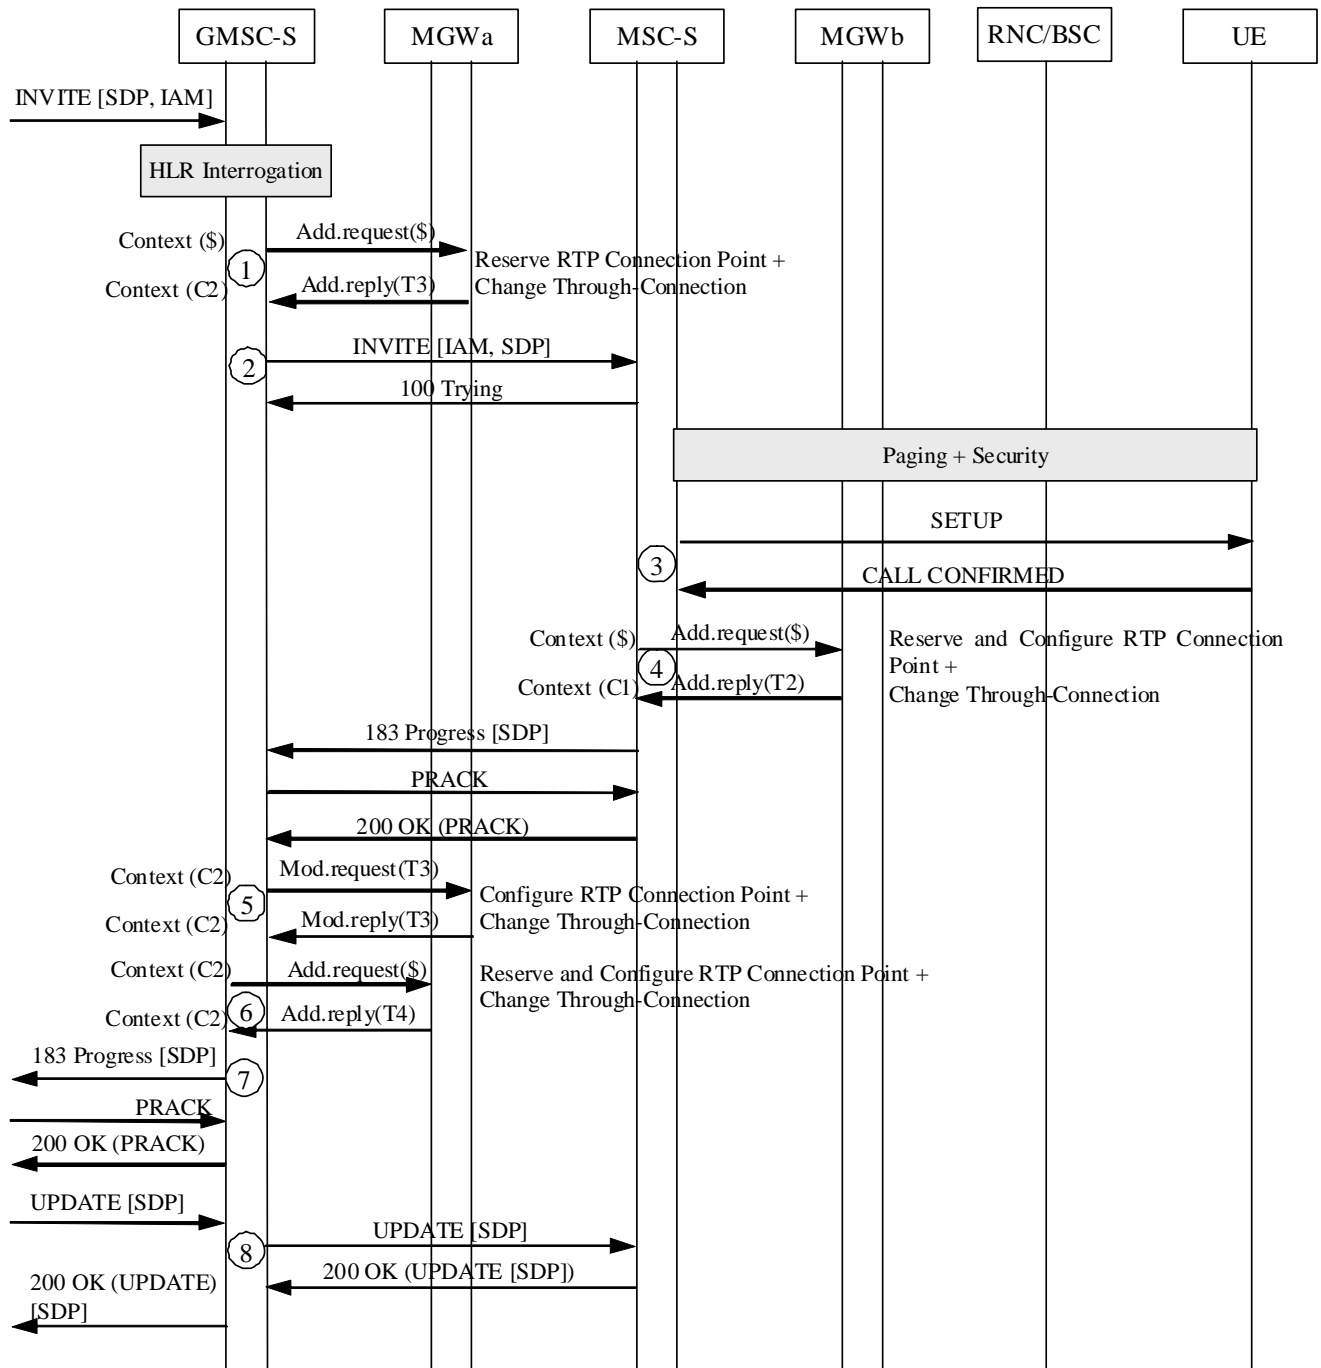 GMSC-S
MGWa
MSC-S
MGWb
RNC/BSC
UE
INVITE [SDP, IAM]
HLR Interrogation
Context ($)
Add.request($)
1
Reserve RTP Connection Point +
Change Through-Connection
Context (C2)
Add.reply(T3)
2
INVITE [IAM, SDP]
100 Trying
Paging + Security
SETUP
3
CALL CONFIRMED
Context ($)
Add.request($)
4
Reserve and Configure RTP Connection
Point +
Change Through-Connection
Context (C1)
Add.reply(T2)
183 Progress [SDP]
PRACK
200 OK (PRACK)
Context (C2)
Mod.request(T3)
5
Configure RTP Connection Point +
Change Through-Connection
Context (C2)
Mod.reply(T3)
Context (C2)
Add.request($)
6
Reserve and Configure RTP Connection Point +
Change Through-Connection
Context (C2)
Add.reply(T4)
183 Progress [SDP]
7
PRACK
200 OK (PRACK)
UPDATE [SDP]
8
UPDATE [SDP]
200 OK (UPDATE [SDP])
200 OK (UPDATE)
[SDP]